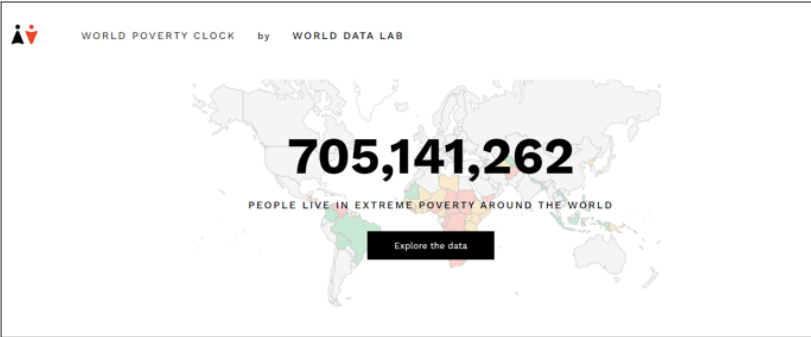 WORLD POVERTY CLOCK by WORLD DATA LAB
705,141,262
PEOPLE LIVE IN EXTREME POVERTY AROUND THE WORLD
Explore the data